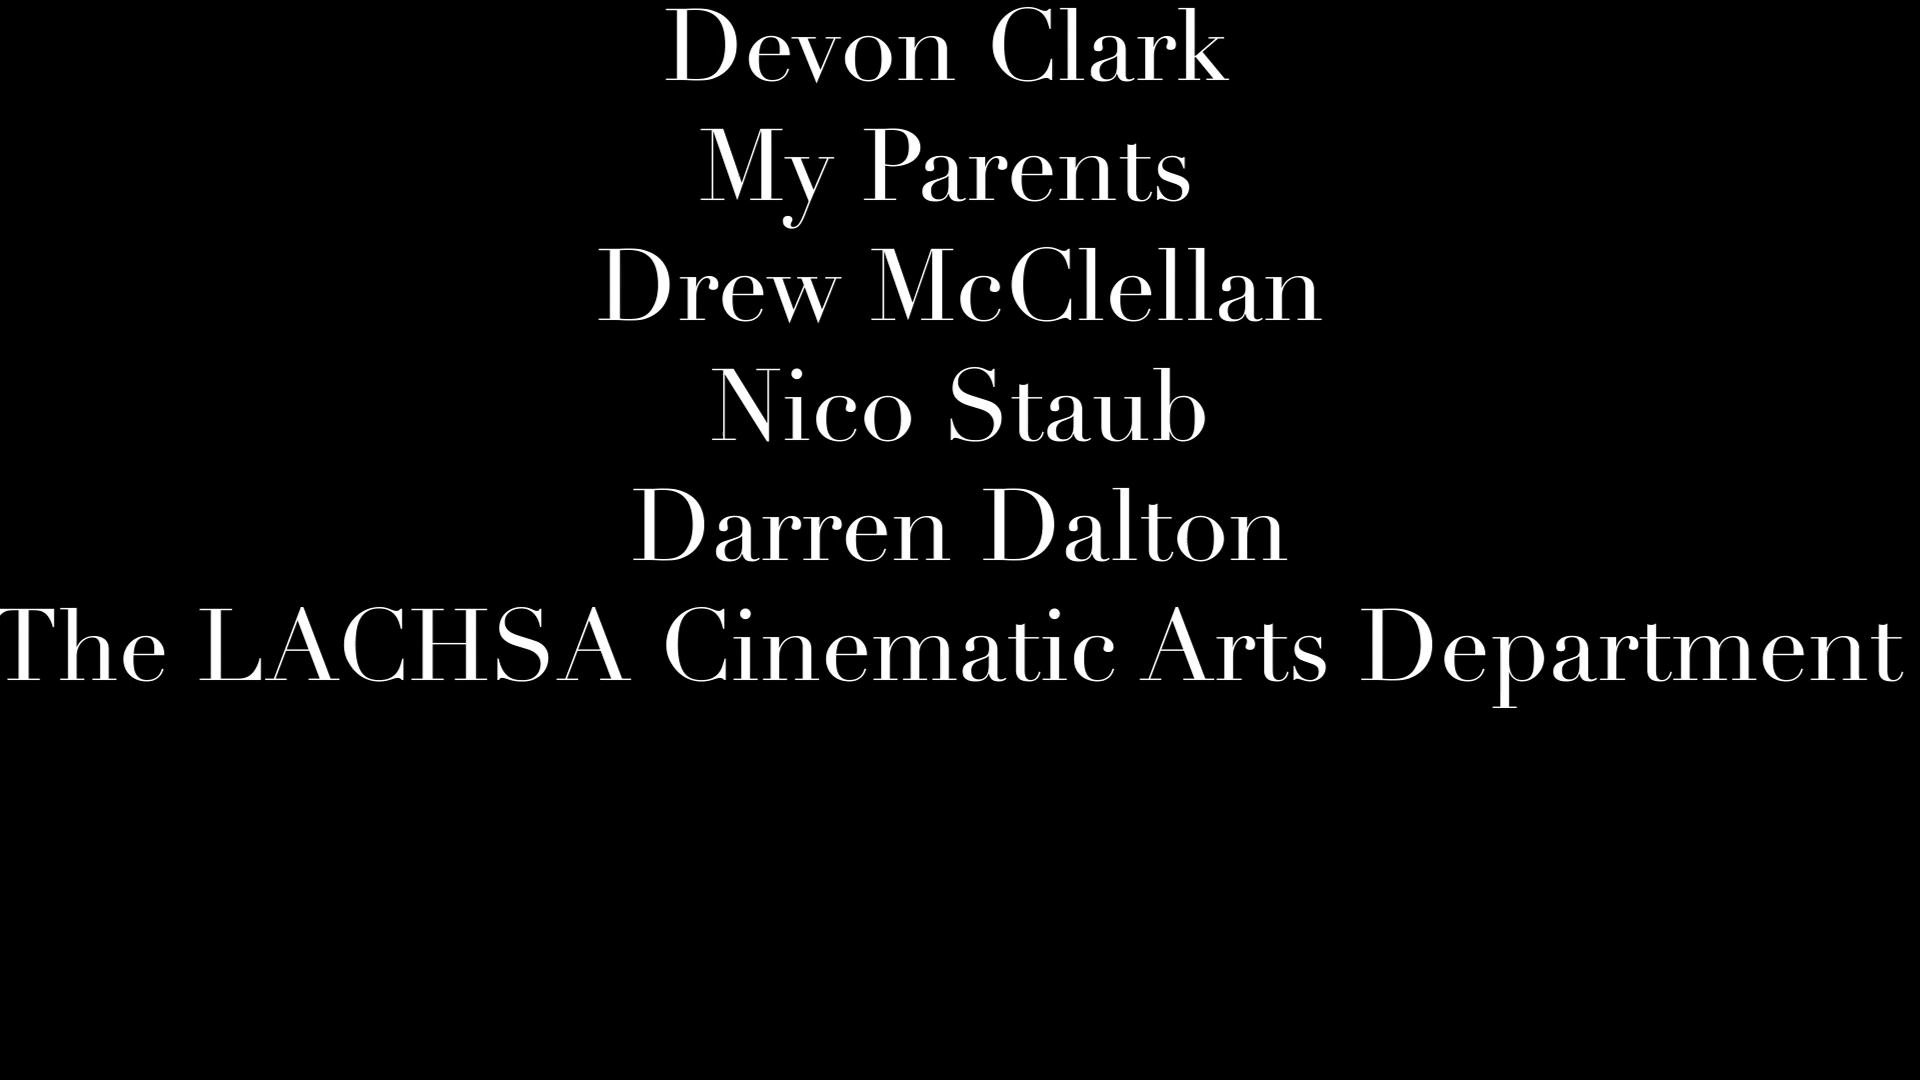 Devon Clark
My Parents
Drew McClellan
Nico Staub
Darren Dalton
The LACHSA Cinematic Arts Department